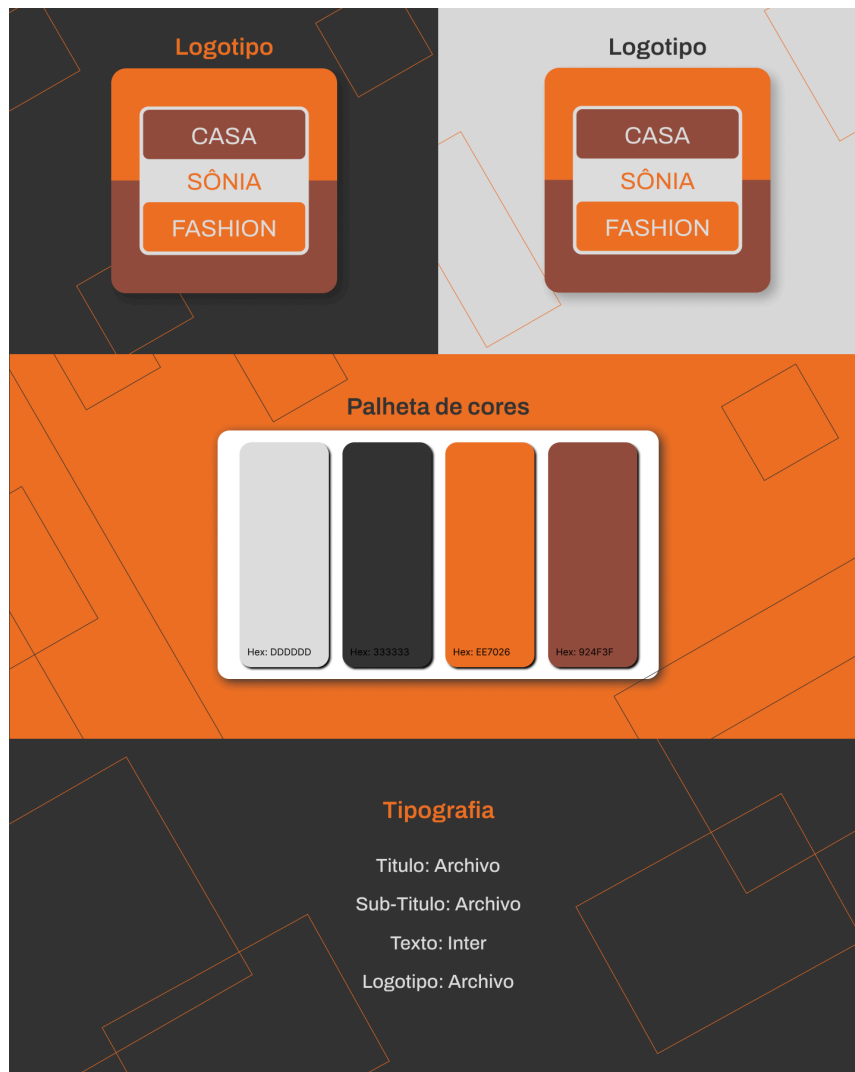 Logotipo
CASA
SÔNIA
FASHION
Logotipo
CASA
SÔNIA
FASHION
Palheta de cores
Hex: DDDDDD
Hex: 333333
Hex: EE7026
Hex: 924F3F
Tipografia
Titulo: Archivo
Sub-Titulo: Archivo
Texto: Inter
Logotipo: Archivo